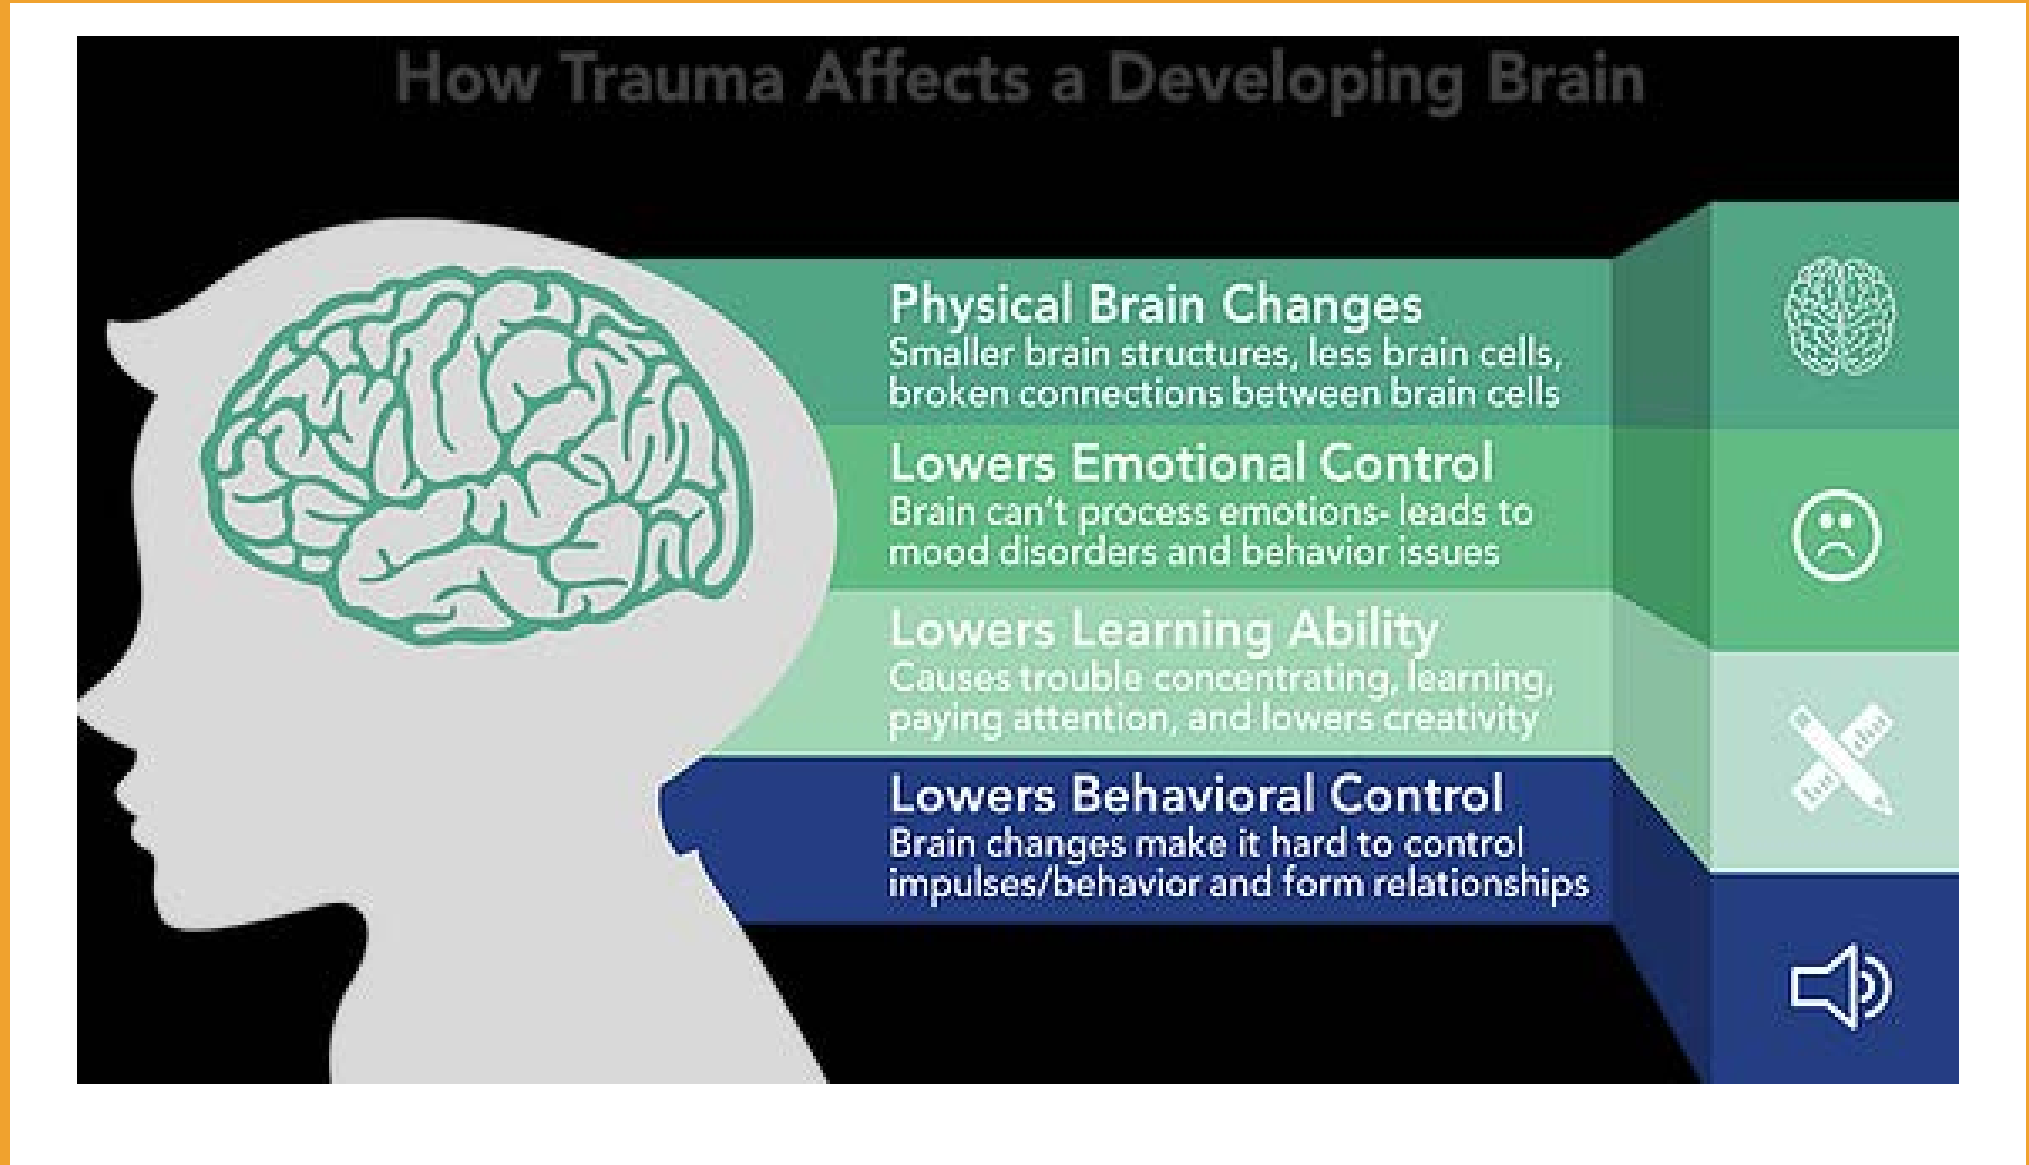 How Trauma Affects a Developing Brain
Physical Brain Changes
Smaller brain structures, less brain cells,
broken connections between brain cells
Lowers Emotional Control
Brain can't process emotions- leads to
mood disorders and behavior issues
Lowers Learning Ability
Causes trouble concentrating, learning,
paying attention, and lowers creativity
Lowers Behavioral Control
Brain changes make it hard to control
impulses/behavior and form relationships